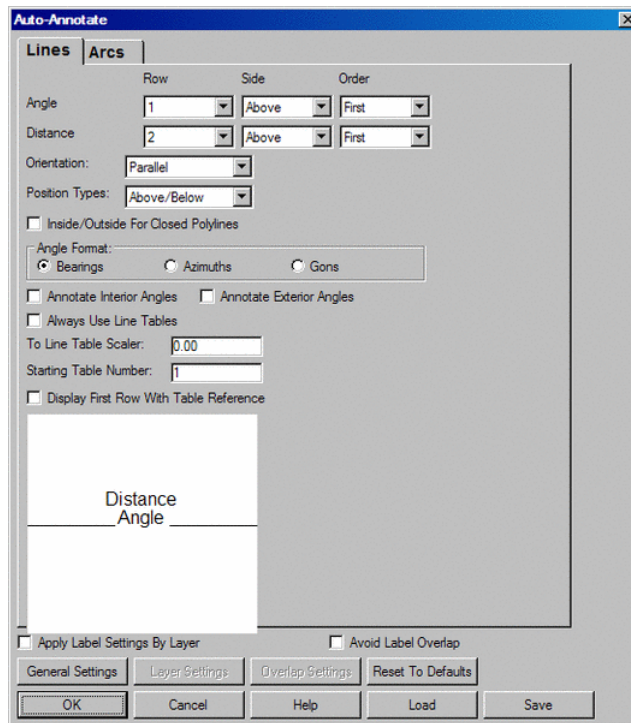 Auto-Annotate
Lines Arcs
Row Side Order
Angle 1 Above First
Distance 2 Above First
Orientation: Parallel
Position Types: Above/Below
Inside/Outside For Closed Polylines
Angle Format:
Bearings Azimuths Gons
Annotate Interior Angles Annotate Exterior Angles
Always Use Line Tables
To Line Table Scaler: 0.00
Starting Table Number: 1
Display First Row With Table Reference
Distance
Angle
Apply Label Settings By Layer Avoid Label Overlap
General Settings Layer Settings Overlap Settings Reset To Defaults
OK Cancel Help Load Save